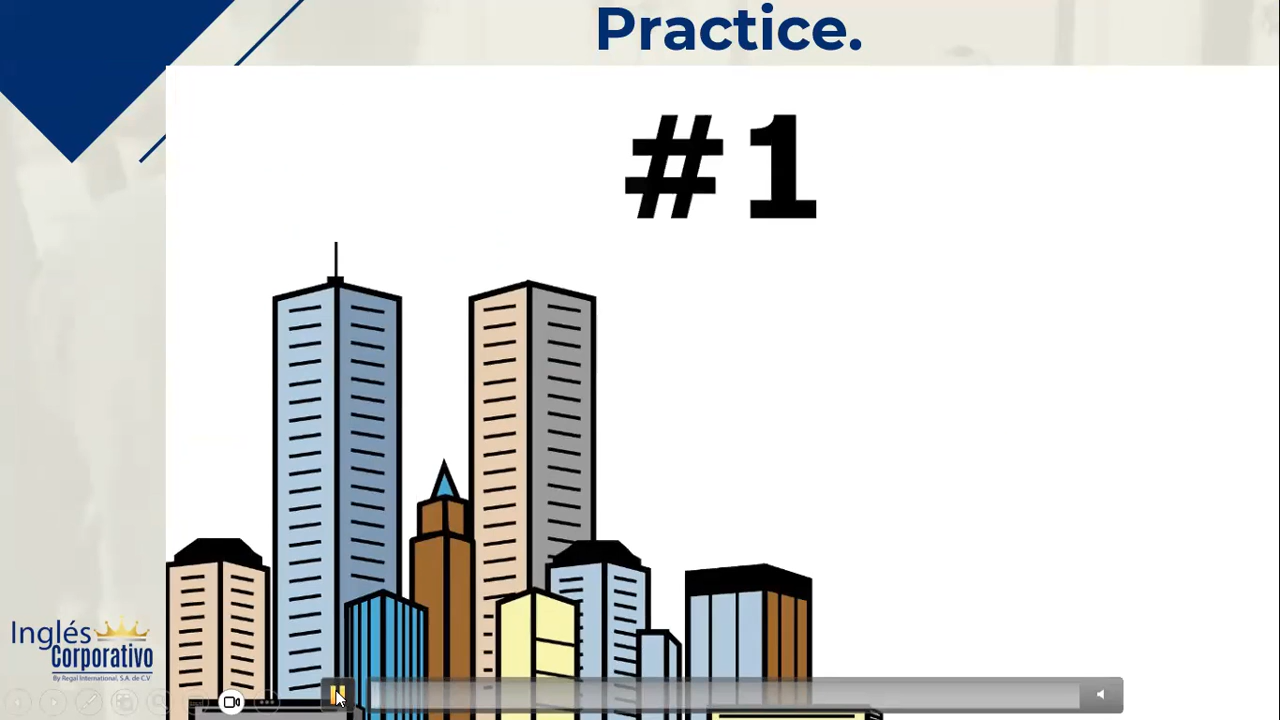 Practice.
#1
Inglés
Corporativo
By Regal International, S.A. de C.V